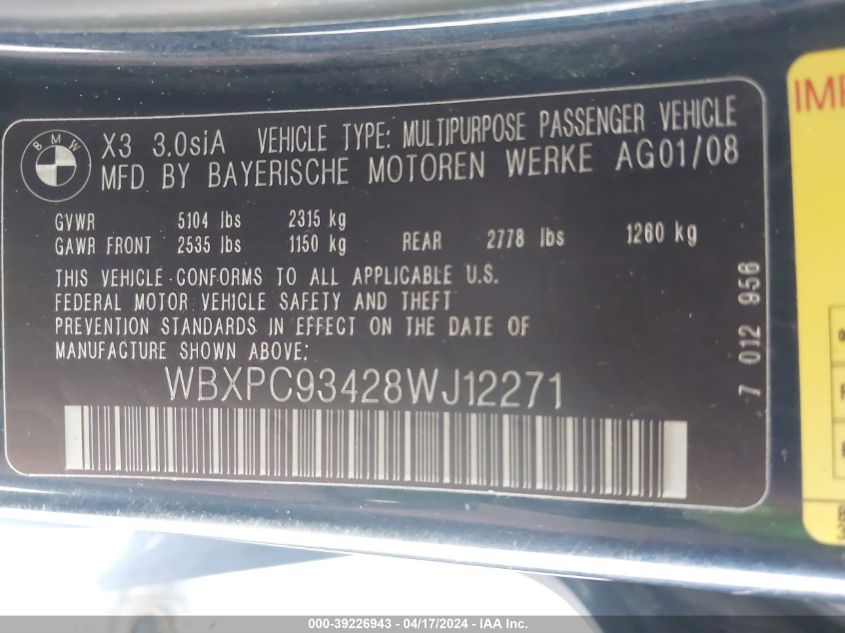 BMW
X3 3.0siA VEHICLE TYPE: MULTIPURPOSE PASSENGER VEHICLE
MFD BY BAYERISCHE MOTOREN WERKE AG01/08
GVWR 5104 lbs 2315 kg
GAWR FRONT 2535 lbs 1150 kg REAR 2778 lbs 1260 kg
THIS VEHICLE CONFORMS TO ALL APPLICABLE U.S.
FEDERAL MOTOR VEHICLE SAFETY AND THEFT
PREVENTION STANDARDS IN EFFECT ON THE DATE OF
MANUFACTURE SHOWN ABOVE:
WBXPC93428WJ12271
7 012 956
IMP
000-39226943 - 04/17/2024 - IAA Inc.